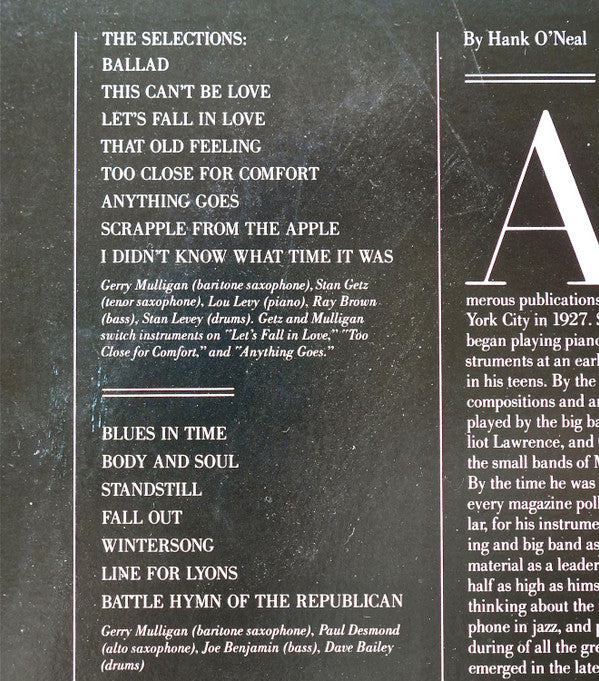 THE SELECTIONS:
BALLAD
THIS CAN'T BE LOVE
LET'S FALL IN LOVE
THAT OLD FEELING
TOO CLOSE FOR COMFORT
ANYTHING GOES
SCRAPPLE FROM THE APPLE
I DIDN'T KNOW WHAT TIME IT WAS
Gerry Mulligan (baritone saxophone), Stan Getz
(tenor saxophone), Lou Levy (piano), Ray Brown
(bass), Stan Levey (drums). Getz and Mulligan
switch instruments on "Let's Fall in Love," "Too
Close for Comfort," and "Anything Goes."
BLUES IN TIME
BODY AND SOUL
STANDSTILL
FALL OUT
WINTERSONG
LINE FOR LYONS
BATTLE HYMN OF THE REPUBLICAN
Gerry Mulligan (baritone saxophone), Paul Desmond
(alto saxophone), Joe Benjamin (bass), Dave Bailey
(drums)
By Hank O'Neal
A
merous publications
York City in 1927.
began playing piano
struments at an
in his teens. By the
compositions and
played by the big
liot Lawrence, and
the small bands of
By the time he was
every magazine
lar, for his
ing and big band as
material as a leader
half as high as
thinking about the
phone in jazz, and
during of all the
emerged in the late